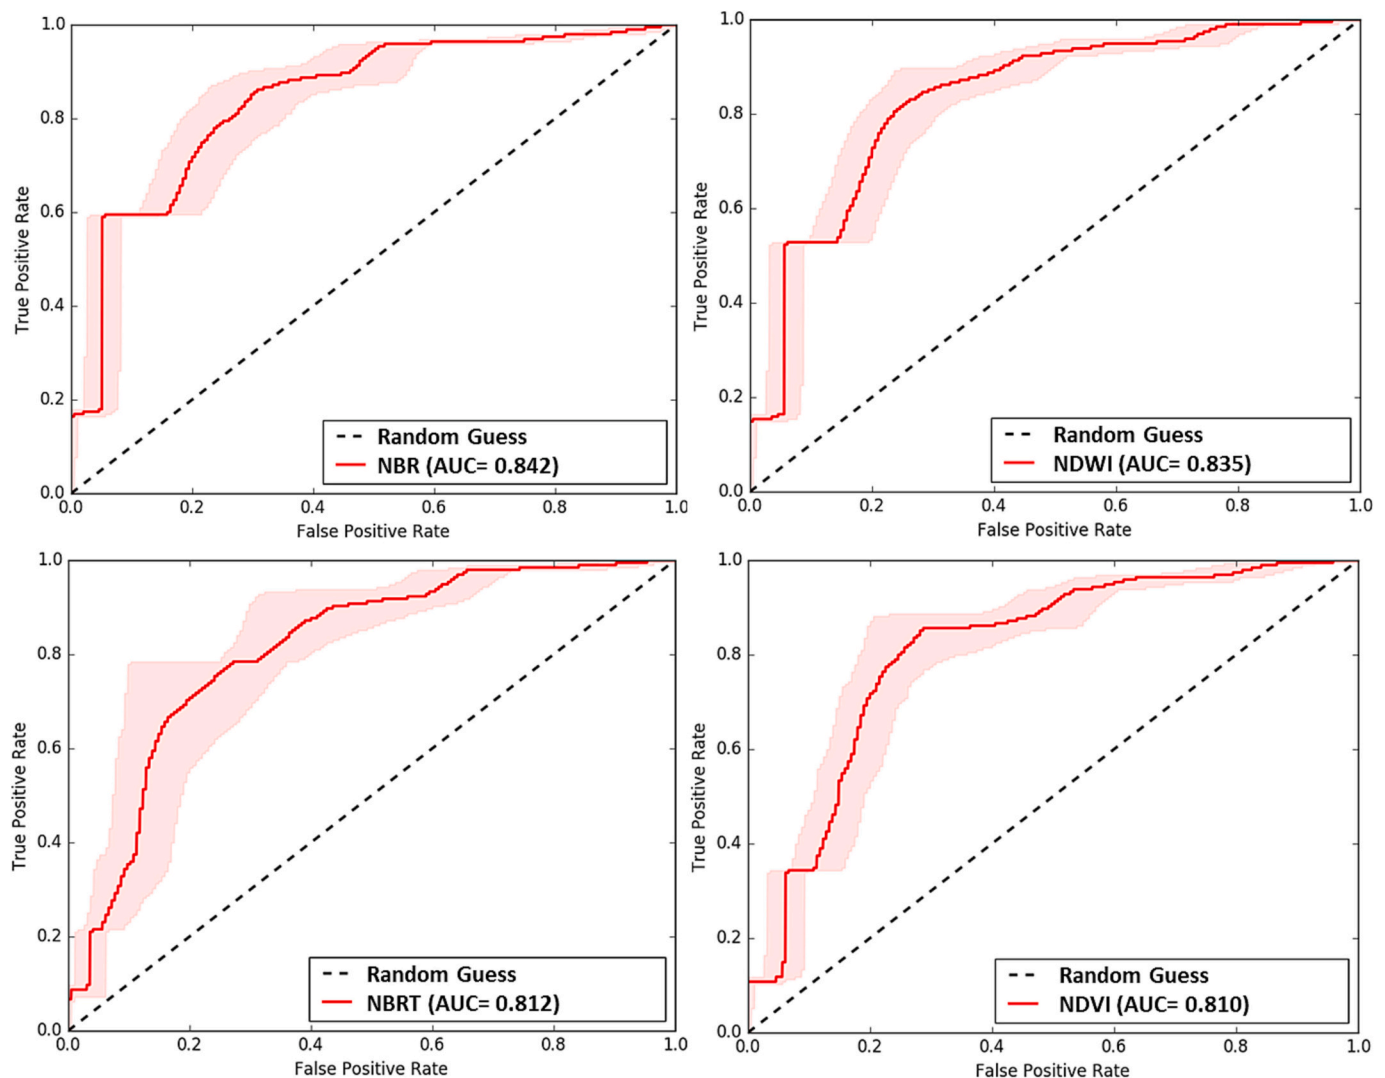 1.0
0.8
0.6
0.4
0.2
0.0
True Positive Rate
Random Guess
NBR (AUC= 0.842)
0.0 0.2 0.4 0.6 0.8 1.0
False Positive Rate
1.0
0.8
0.6
0.4
0.2
0.0
True Positive Rate
Random Guess
NDWI (AUC= 0.835)
0.0 0.2 0.4 0.6 0.8 1.0
False Positive Rate
1.0
0.8
0.6
0.4
0.2
0.0
True Positive Rate
Random Guess
NBRT (AUC= 0.812)
0.0 0.2 0.4 0.6 0.8 1.0
False Positive Rate
1.0
0.8
0.6
0.4
0.2
0.0
True Positive Rate
Random Guess
NDVI (AUC= 0.810)
0.0 0.2 0.4 0.6 0.8 1.0
False Positive Rate